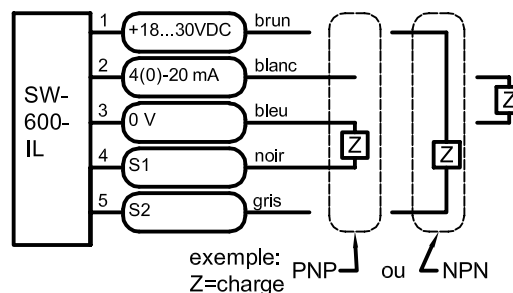 1 +18...30VDC brun
2 4(0)-20 mA blanc
SW-600-IL
3 0 V bleu
4 S1 noir
5 S2 gris
Z
Z
Z
exemple:
Z=charge
PNP ou NPN